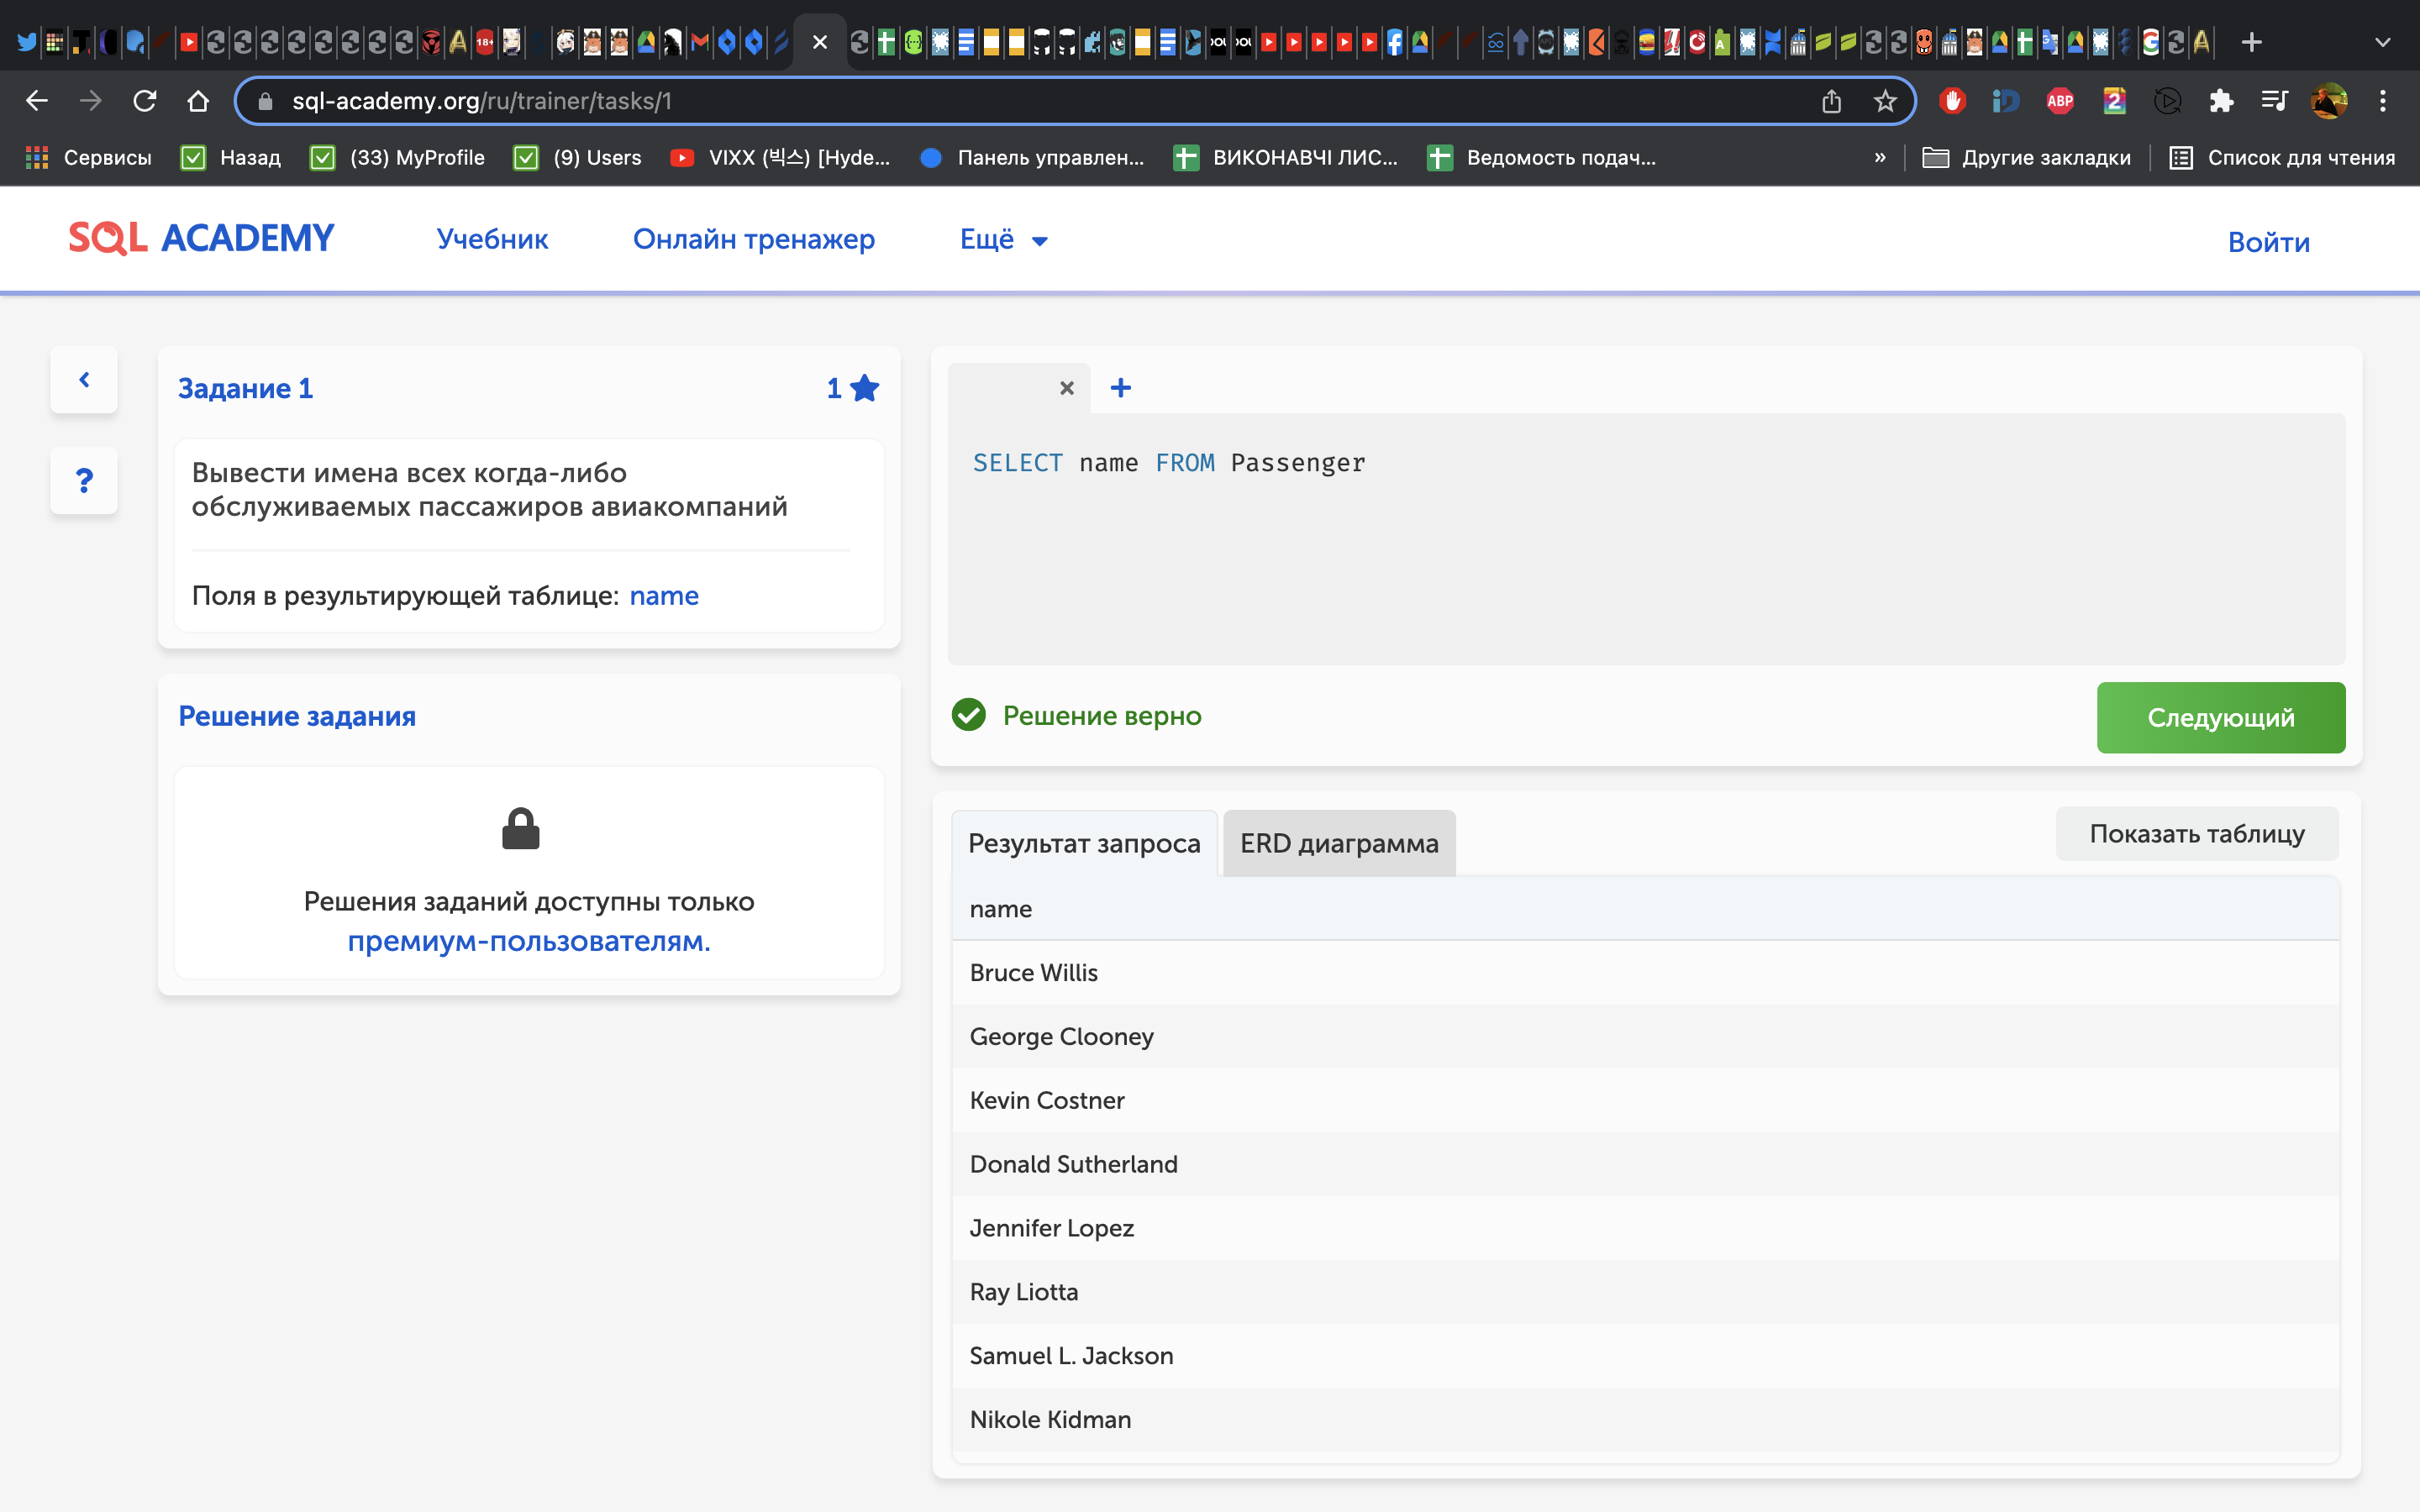 sql-academy.org/ru/trainer/tasks/1
ABP
2
Сервисы
Назад
(33) MyProfile
(9) Users
VIXX (빅스) [Hyde...
Панель управлен...
ВИКОНАВЧІ ЛИС...
Ведомость подач...
»
Другие закладки
Список для чтения
SQL ACADEMY
Учебник
Онлайн тренажер
Ещё
Войти
Задание 1
1
?
Вывести имена всех когда-либо
обслуживаемых пассажиров авиакомпаний
Поля в результирующей таблице: name
Решение задания
Решения заданий доступны только
премиум-пользователям.
SELECT name FROM Passenger
Решение верно
Следующий
Результат запроса
ERD диаграмма
Показать таблицу
name
Bruce Willis
George Clooney
Kevin Costner
Donald Sutherland
Jennifer Lopez
Ray Liotta
Samuel L. Jackson
Nikole Kidman